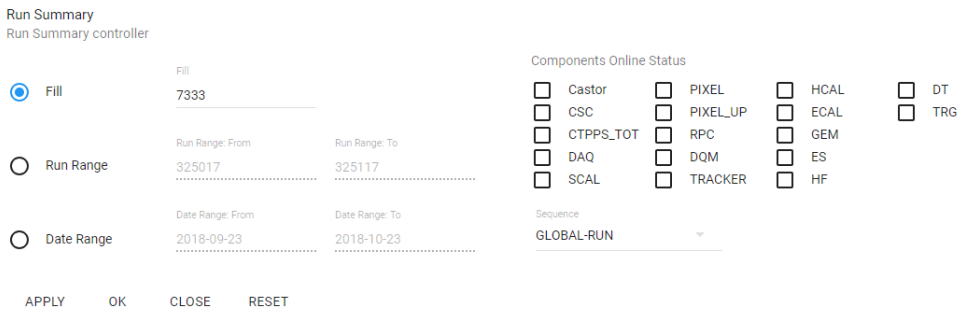 Run Summary
Run Summary controller
Fill
Fill
7333
Run Range
Run Range: From
325017
Run Range: To
325117
Date Range
Date Range: From
2018-09-23
Date Range: To
2018-10-23
Components Online Status
Castor PIXEL HCAL DT
CSC PIXEL_UP ECAL TRG
CTPPS_TOT RPC GEM
DAQ DQM ES
SCAL TRACKER HF
Sequence
GLOBAL-RUN
APPLY OK CLOSE RESET